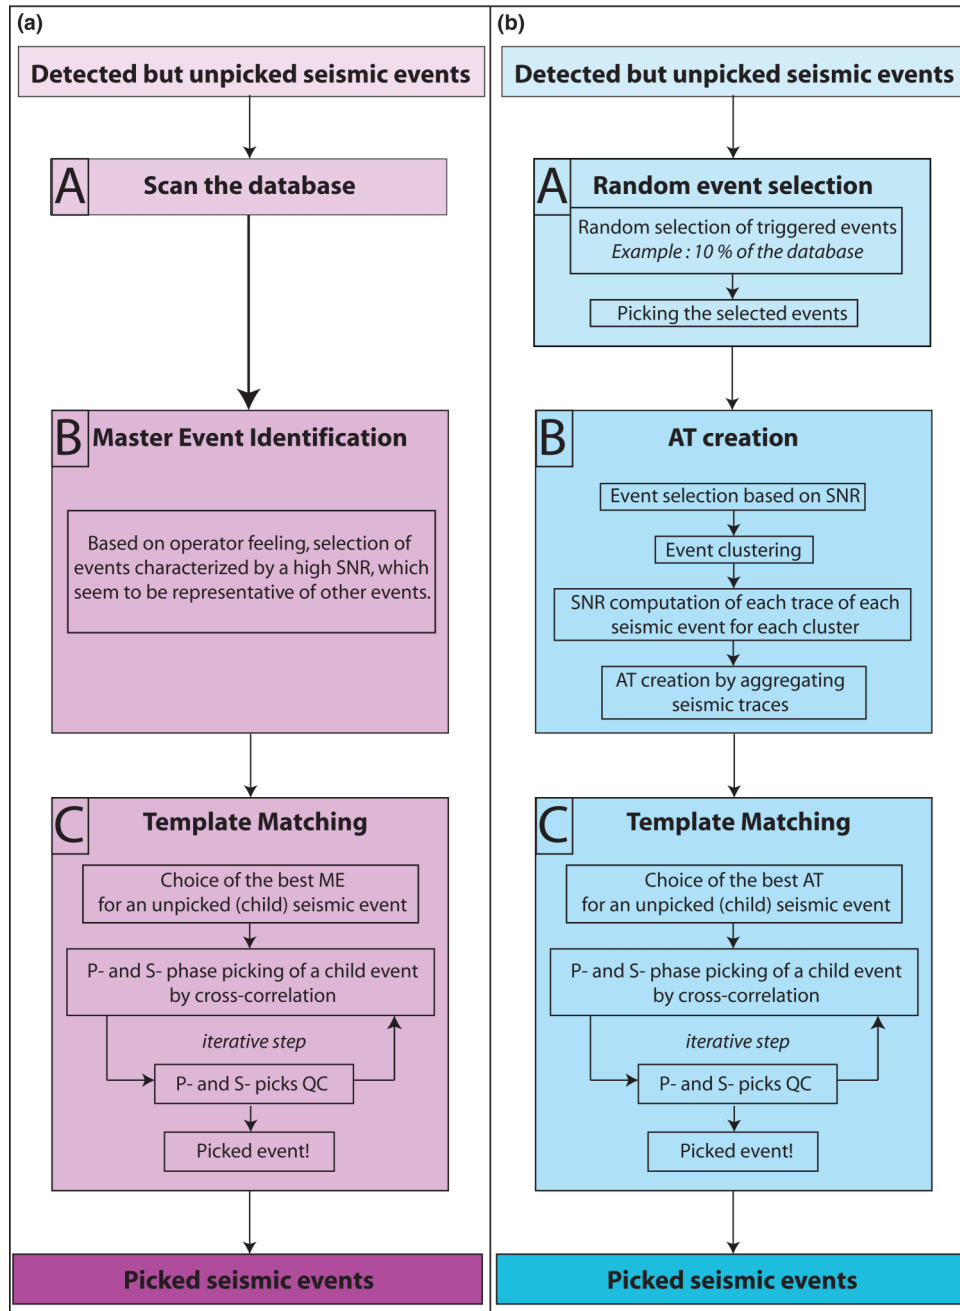 (a)
Detected but unpicked seismic events
A
Scan the database
B
Master Event Identification
Based on operator feeling, selection of
events characterized by a high SNR, which
seem to be representative of other events.
C
Template Matching
Choice of the best ME
for an unpicked (child) seismic event
P- and S- phase picking of a child event
by cross-correlation
iterative step
P- and S- picks QC
Picked event!
Picked seismic events
(b)
Detected but unpicked seismic events
A
Random event selection
Random selection of triggered events
Example : 10 % of the database
Picking the selected events
B
AT creation
Event selection based on SNR
Event clustering
SNR computation of each trace of each
seismic event for each cluster
AT creation by aggregating
seismic traces
C
Template Matching
Choice of the best AT
for an unpicked (child) seismic event
P- and S- phase picking of a child event
by cross-correlation
iterative step
P- and S- picks QC
Picked event!
Picked seismic events